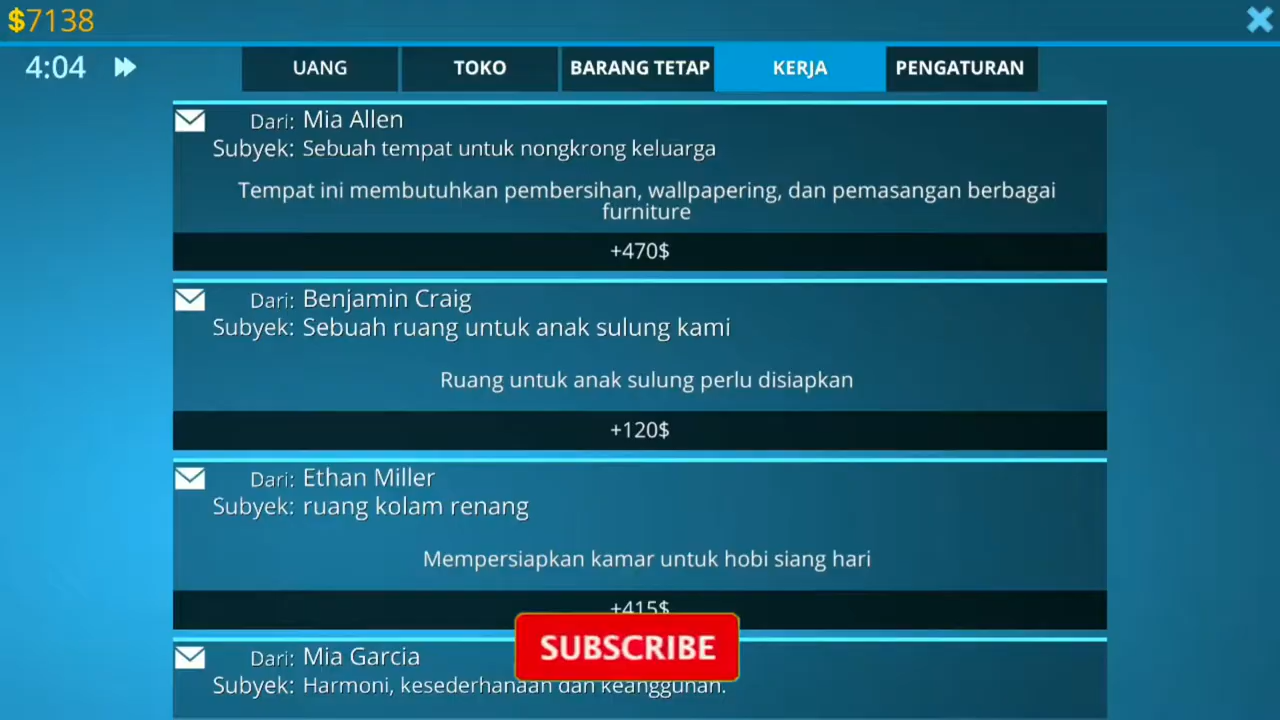 $7138
4:04
UANG TOKO BARANG TETAP KERJA PENGATURAN
Dari: Mia Allen
Subyek: Sebuah tempat untuk nongkrong keluarga
Tempat ini membutuhkan pembersihan, wallpapering, dan pemasangan berbagai
furniture
+470$
Dari: Benjamin Craig
Subyek: Sebuah ruang untuk anak sulung kami
Ruang untuk anak sulung perlu disiapkan
+120$
Dari: Ethan Miller
Subyek: ruang kolam renang
Mempersiapkan kamar untuk hobi siang hari
+415$
SUBSCRIBE
Dari: Mia Garcia
Subyek: Harmoni, kesederhanaan dan keanggunan.